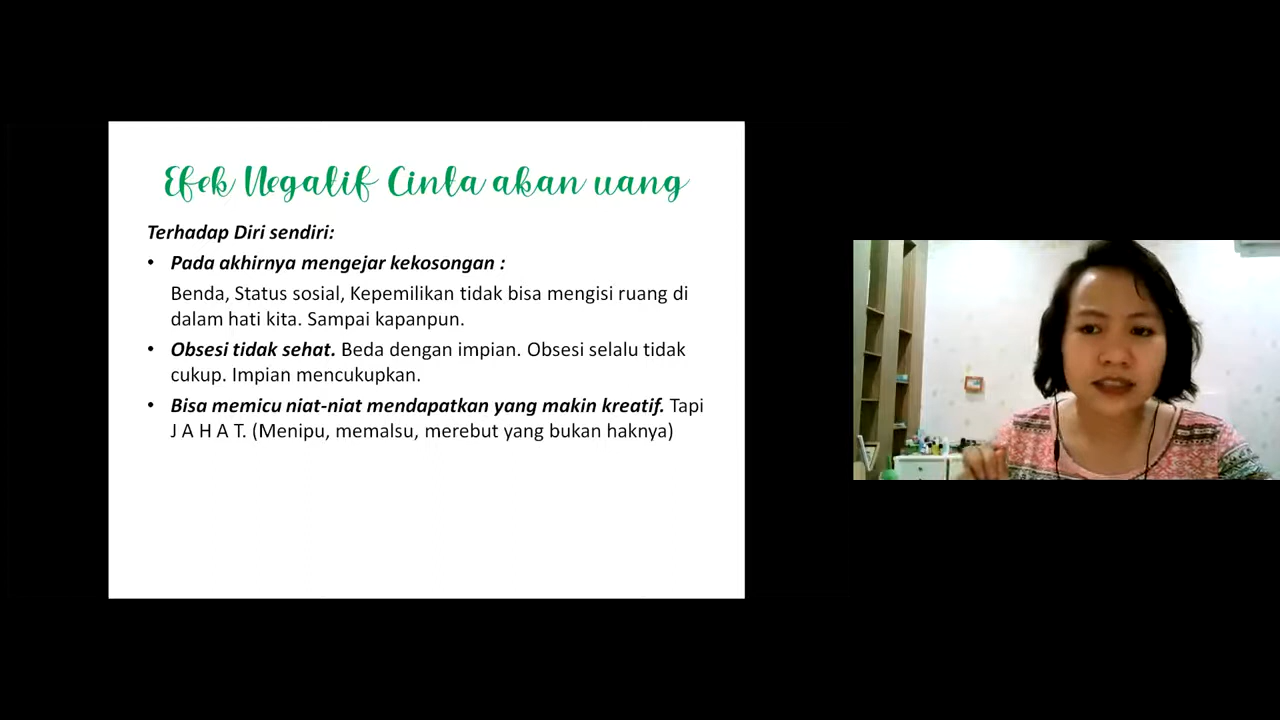 Efek Negatif Cinta akan uang
Terhadap Diri sendiri:
• Pada akhirnya mengejar kekosongan :
Benda, Status sosial, Kepemilikan tidak bisa mengisi ruang di
dalam hati kita. Sampai kapanpun.
• Obsesi tidak sehat. Beda dengan impian. Obsesi selalu tidak
cukup. Impian mencukupkan.
• Bisa memicu niat-niat mendapatkan yang makin kreatif. Tapi
J A H A T. (Menipu, memalsu, merebut yang bukan haknya)